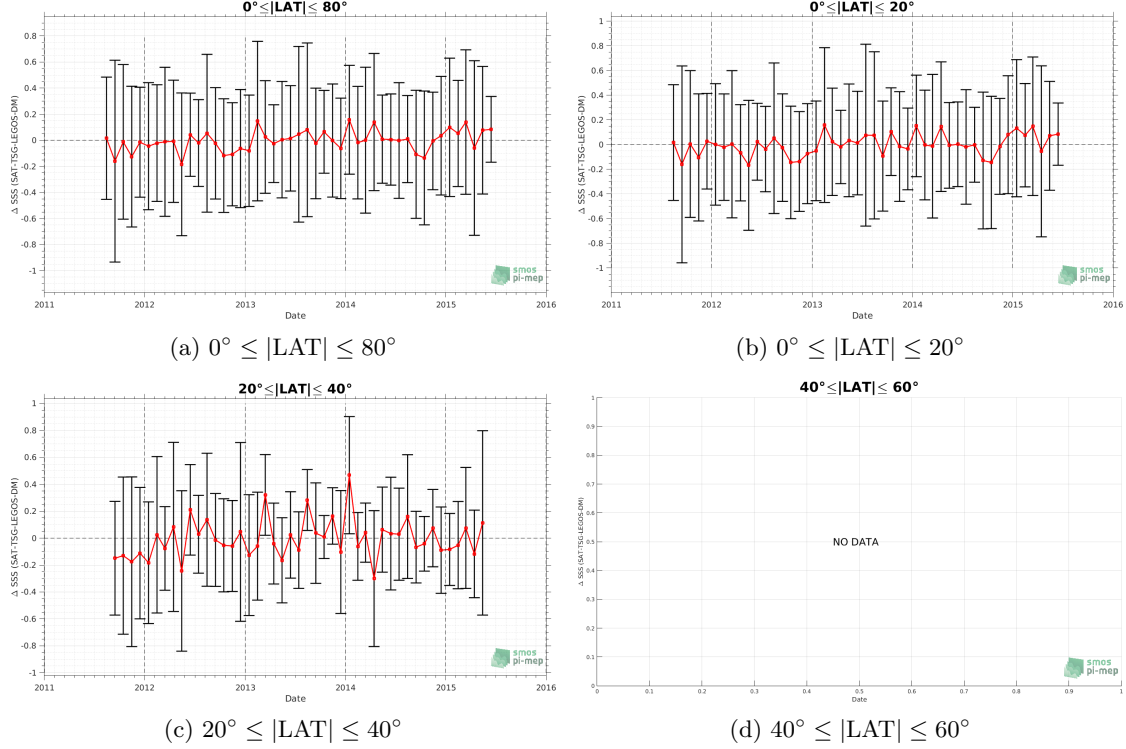 0°≤|LAT|≤ 80°
Δ SSS (SAT-TSG-LEGOS-DM)
0.8
0.6
0.4
0.2
0
-0.2
-0.4
-0.6
-0.8
-1
2011 2012 2013 2014 2015 2016
Date
smos
pi-mep
(a) 0° ≤ |LAT| ≤ 80°
0°≤|LAT|≤ 20°
Δ SSS (SAT-TSG-LEGOS-DM)
1
0.8
0.6
0.4
0.2
0
-0.2
-0.4
-0.6
-0.8
-1
2011 2012 2013 2014 2015 2016
Date
smos
pi-mep
(b) 0° ≤ |LAT| ≤ 20°
20°≤|LAT|≤ 40°
Δ SSS (SAT-TSG-LEGOS-DM)
1
0.8
0.6
0.4
0.2
0
-0.2
-0.4
-0.6
-0.8
-1
2011 2012 2013 2014 2015 2016
Date
smos
pi-mep
(c) 20° ≤ |LAT| ≤ 40°
40°≤|LAT|≤ 60°
Δ SSS (SAT-TSG-LEGOS-DM)
1
0.9
0.8
0.7
0.6
0.5
0.4
0.3
0.2
0.1
0
NO DATA
0 0.1 0.2 0.3 0.4 0.5 0.6 0.7 0.8 0.9 1
Date
smos
pi-mep
(d) 40° ≤ |LAT| ≤ 60°